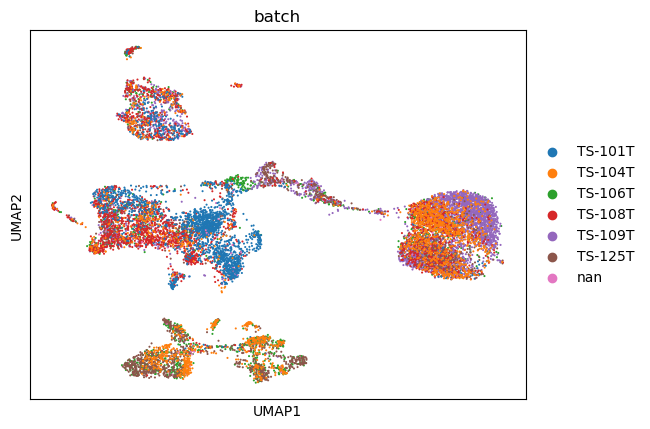 batch
TS-101T
TS-104T
TS-106T
TS-108T
TS-109T
TS-125T
nan
UMAP2
UMAP1